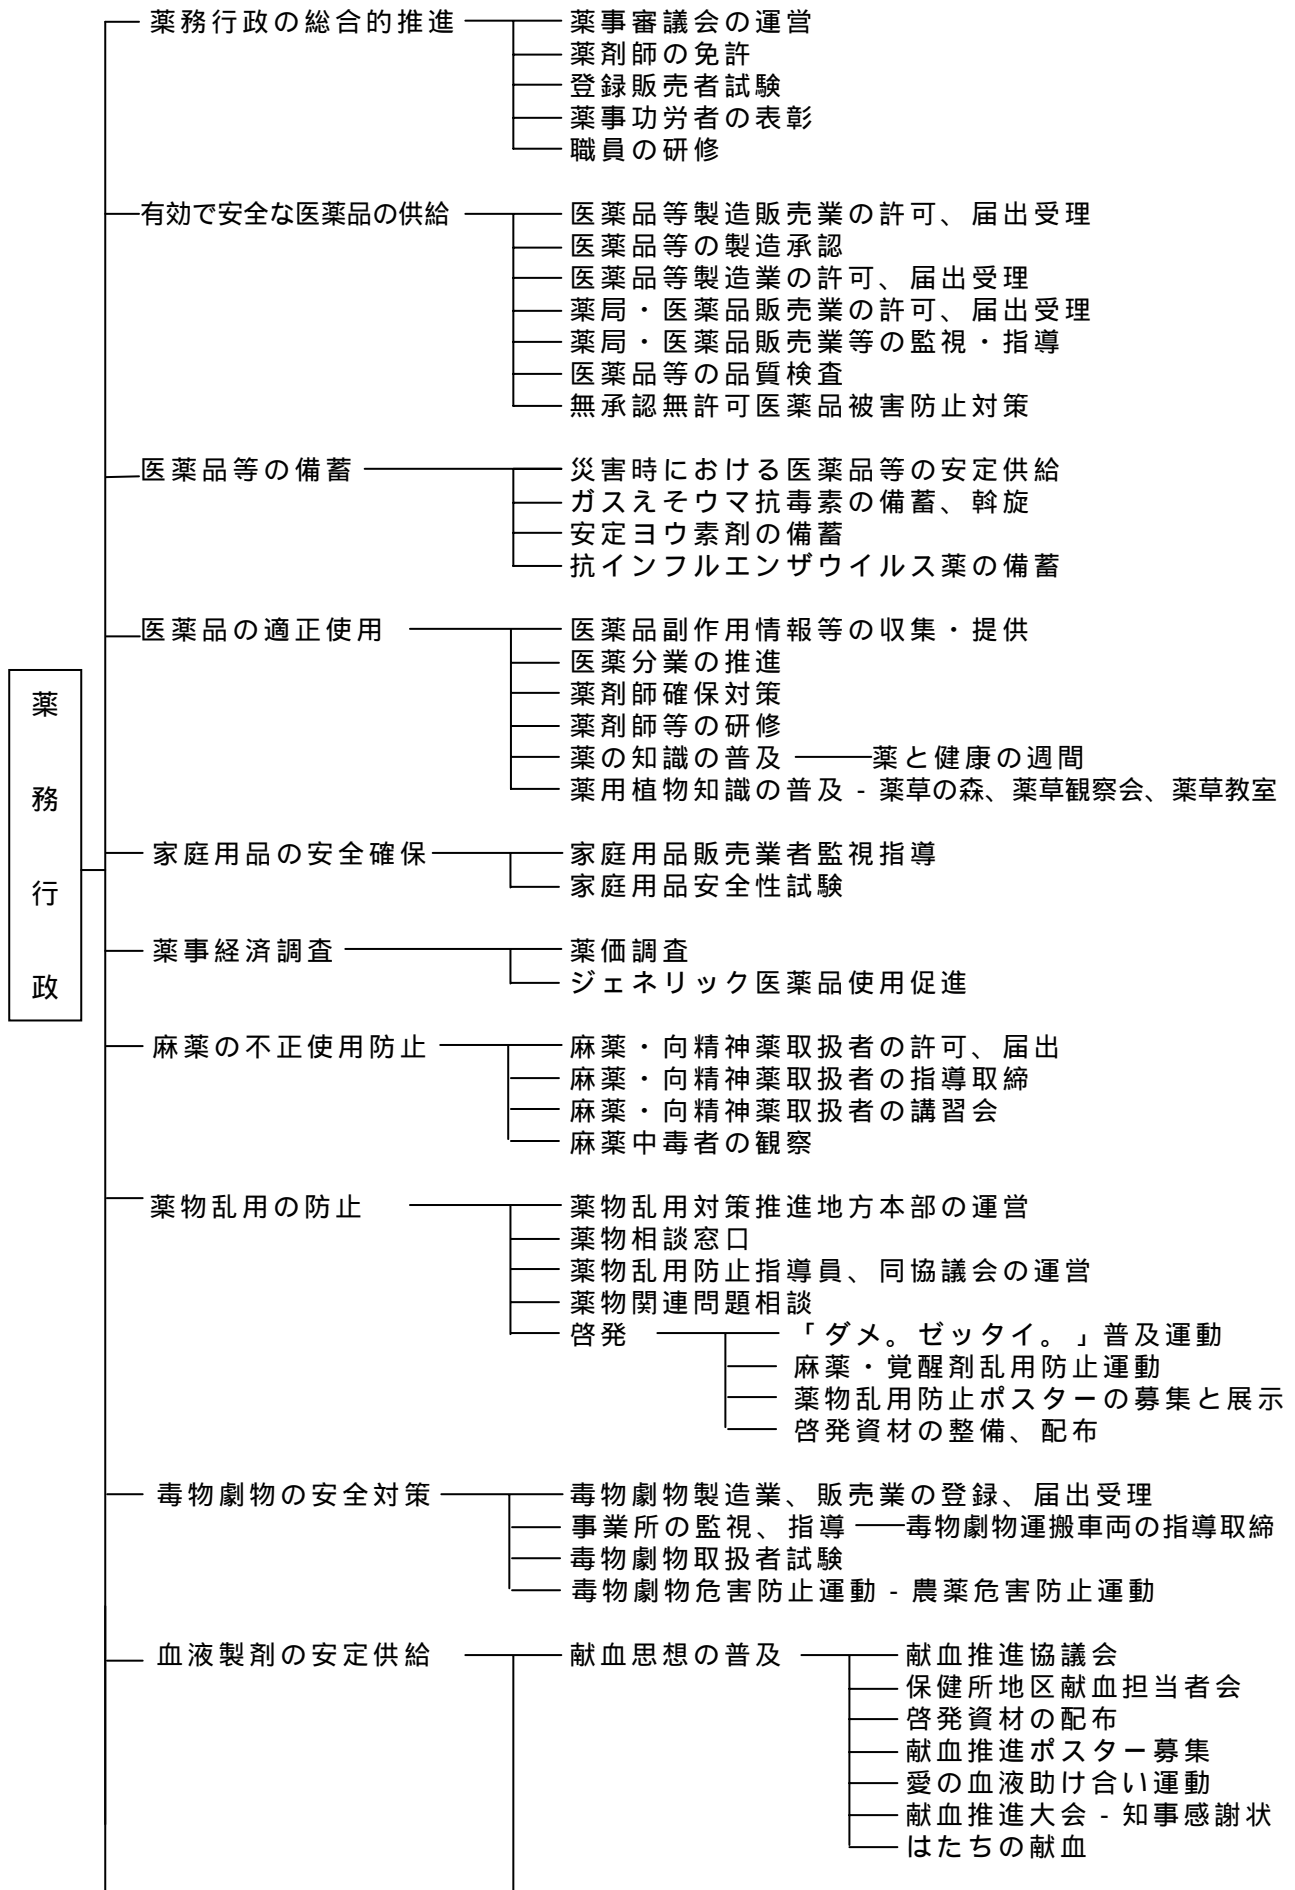 薬務行政
薬務行政の総合的推進
薬事審議会の運営
薬剤師の免許
登録販売者試験
薬事功労者の表彰
職員の研修
有効で安全な医薬品の供給
医薬品等製造販売業の許可、届出受理
医薬品等の製造承認
医薬品等製造業の許可、届出受理
薬局・医薬品販売業の許可、届出受理
薬局・医薬品販売業等の監視・指導
医薬品等の品質検査
無承認無許可医薬品被害防止対策
医薬品等の備蓄
災害時における医薬品等の安定供給
ガスえそウマ抗毒素の備蓄、斡旋
安定ヨウ素剤の備蓄
抗インフルエンザウイルス薬の備蓄
医薬品の適正使用
医薬品副作用情報等の収集・提供
医薬分業の推進
薬剤師確保対策
薬剤師等の研修
薬の知識の普及 薬と健康の週間
薬用植物知識の普及 - 薬草の森、薬草観察会、薬草教室
家庭用品の安全確保
家庭用品販売業者監視指導
家庭用品安全性試験
薬事経済調査
薬価調査
ジェネリック医薬品使用促進
麻薬の不正使用防止
麻薬・向精神薬取扱者の許可、届出
麻薬・向精神薬取扱者の指導取締
麻薬・向精神薬取扱者の講習会
麻薬中毒者の観察
薬物乱用の防止
薬物乱用対策推進地方本部の運営
薬物相談窓口
薬物乱用防止指導員、同協議会の運営
薬物関連問題相談
啓発
「ダメ。ゼッタイ。」普及運動
麻薬・覚醒剤乱用防止運動
薬物乱用防止ポスターの募集と展示
啓発資材の整備、配布
毒物劇物の安全対策
毒物劇物製造業、販売業の登録、届出受理
事業所の監視、指導 毒物劇物運搬車両の指導取締
毒物劇物取扱者試験
毒物劇物危害防止運動 - 農薬危害防止運動
血液製剤の安定供給
献血思想の普及
献血推進協議会
保健所地区献血担当者会
啓発資材の配布
献血推進ポスター募集
愛の血液助け合い運動
献血推進大会 - 知事感謝状
はたちの献血